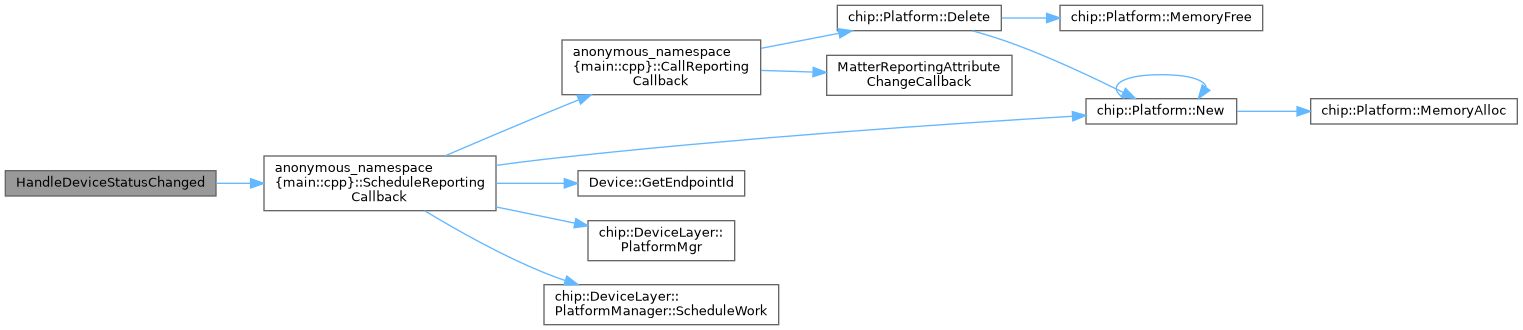 chip::Platform::Delete
chip::Platform::MemoryFree
anonymous_namespace
{main::cpp}::CallReporting
Callback
MatterReportingAttribute
ChangeCallback
chip::Platform::New
chip::Platform::MemoryAlloc
HandleDeviceStatusChanged
anonymous_namespace
{main::cpp}::ScheduleReporting
Callback
Device::GetEndpointId
chip::DeviceLayer::
PlatformMgr
chip::DeviceLayer::
PlatformManager::ScheduleWork